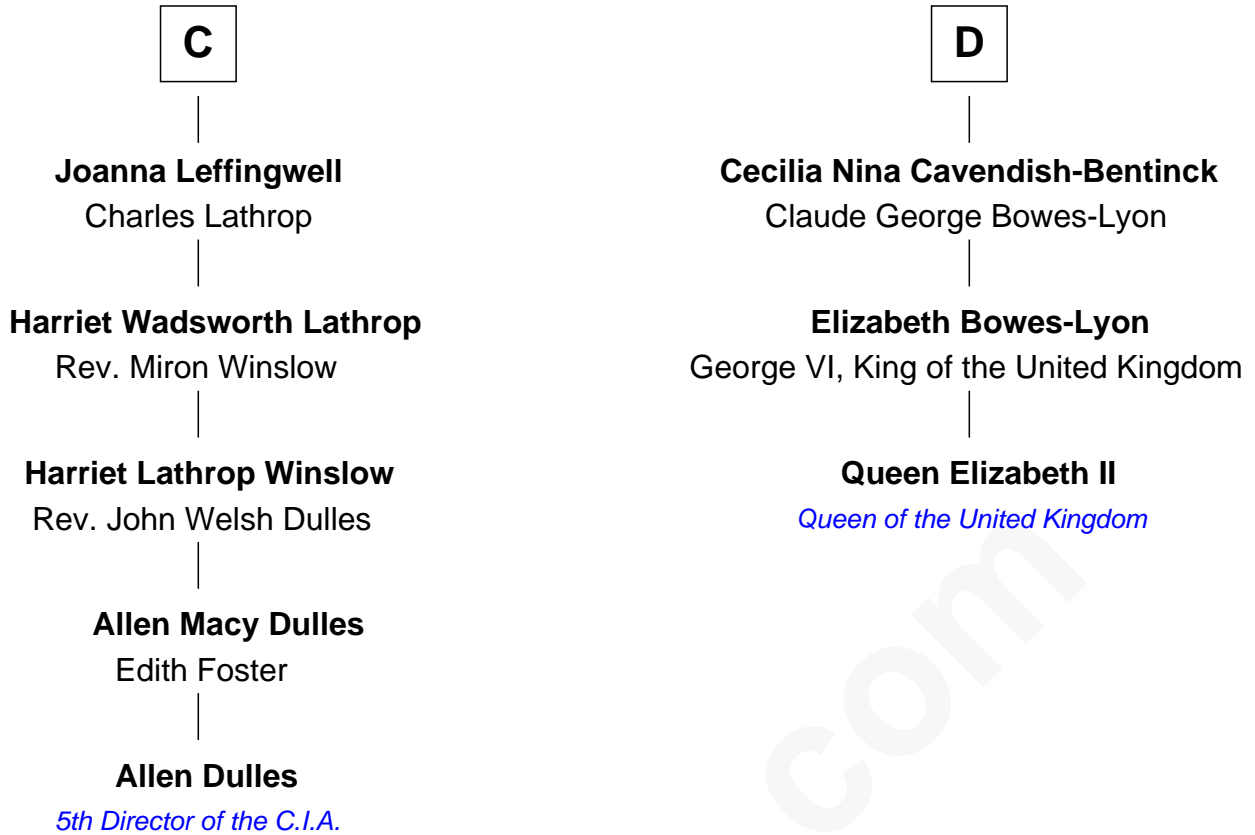 C
Joanna Leffingwell
Charles Lathrop
Harriet Wadsworth Lathrop
Rev. Miron Winslow
Harriet Lathrop Winslow
Rev. John Welsh Dulles
Allen Macy Dulles
Edith Foster
Allen Dulles
5th Director of the C.I.A.
D
Cecilia Nina Cavendish-Bentinck
Claude George Bowes-Lyon
Elizabeth Bowes-Lyon
George VI, King of the United Kingdom
Queen Elizabeth II
Queen of the United Kingdom
com